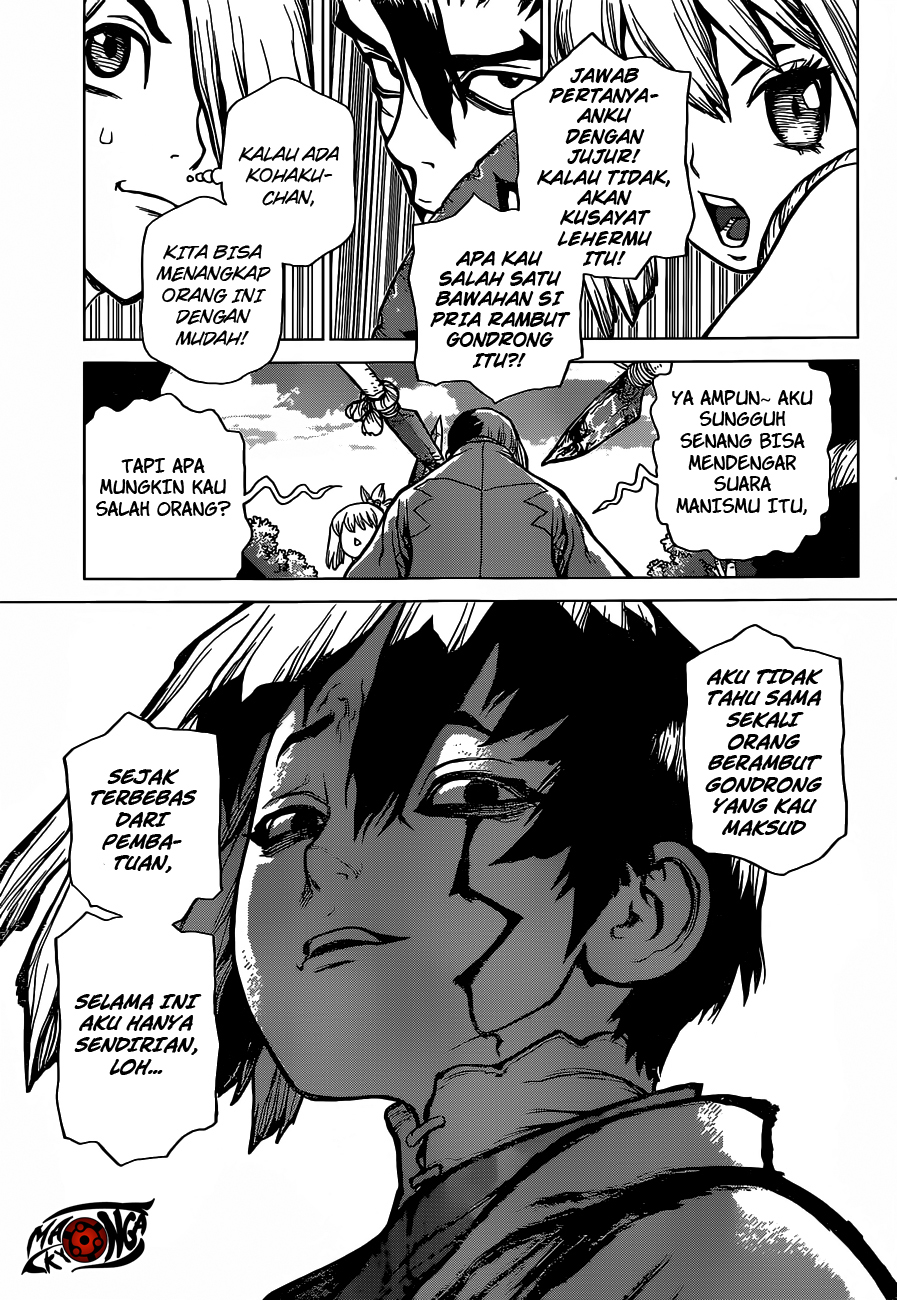 JAWAB
PERTANYA-
ANKU
DENGAN
JUJUR!
KALAU TIDAK,
AKAN
KUSAYAT
LEHERMU
ITU!
APA KAU
SALAH SATU
BAWAHAN SI
PRIA RAMBUT
GONDRONG
ITU?!
KALAU ADA
KOHAKU-
CHAN,
KITA BISA
MENANGKAP
ORANG INI
DENGAN
MUDAH!
YA AMPUN~ AKU
SUNGGUH
SENANG BISA
MENDENGAR
SUARA
MANISMU ITU,
TAPI APA
MUNGKIN KAU
SALAH ORANG?
AKU TIDAK
TAHU SAMA
SEKALI
ORANG
BERAMBUT
GONDRONG
YANG KAU
MAKSUD
SEJAK
TERBEBAS
DARI
PEMBA-
TUAN,
SELAMA INI
AKU HANYA
SENDIRIAN,
LOH...
MANGA
KYO